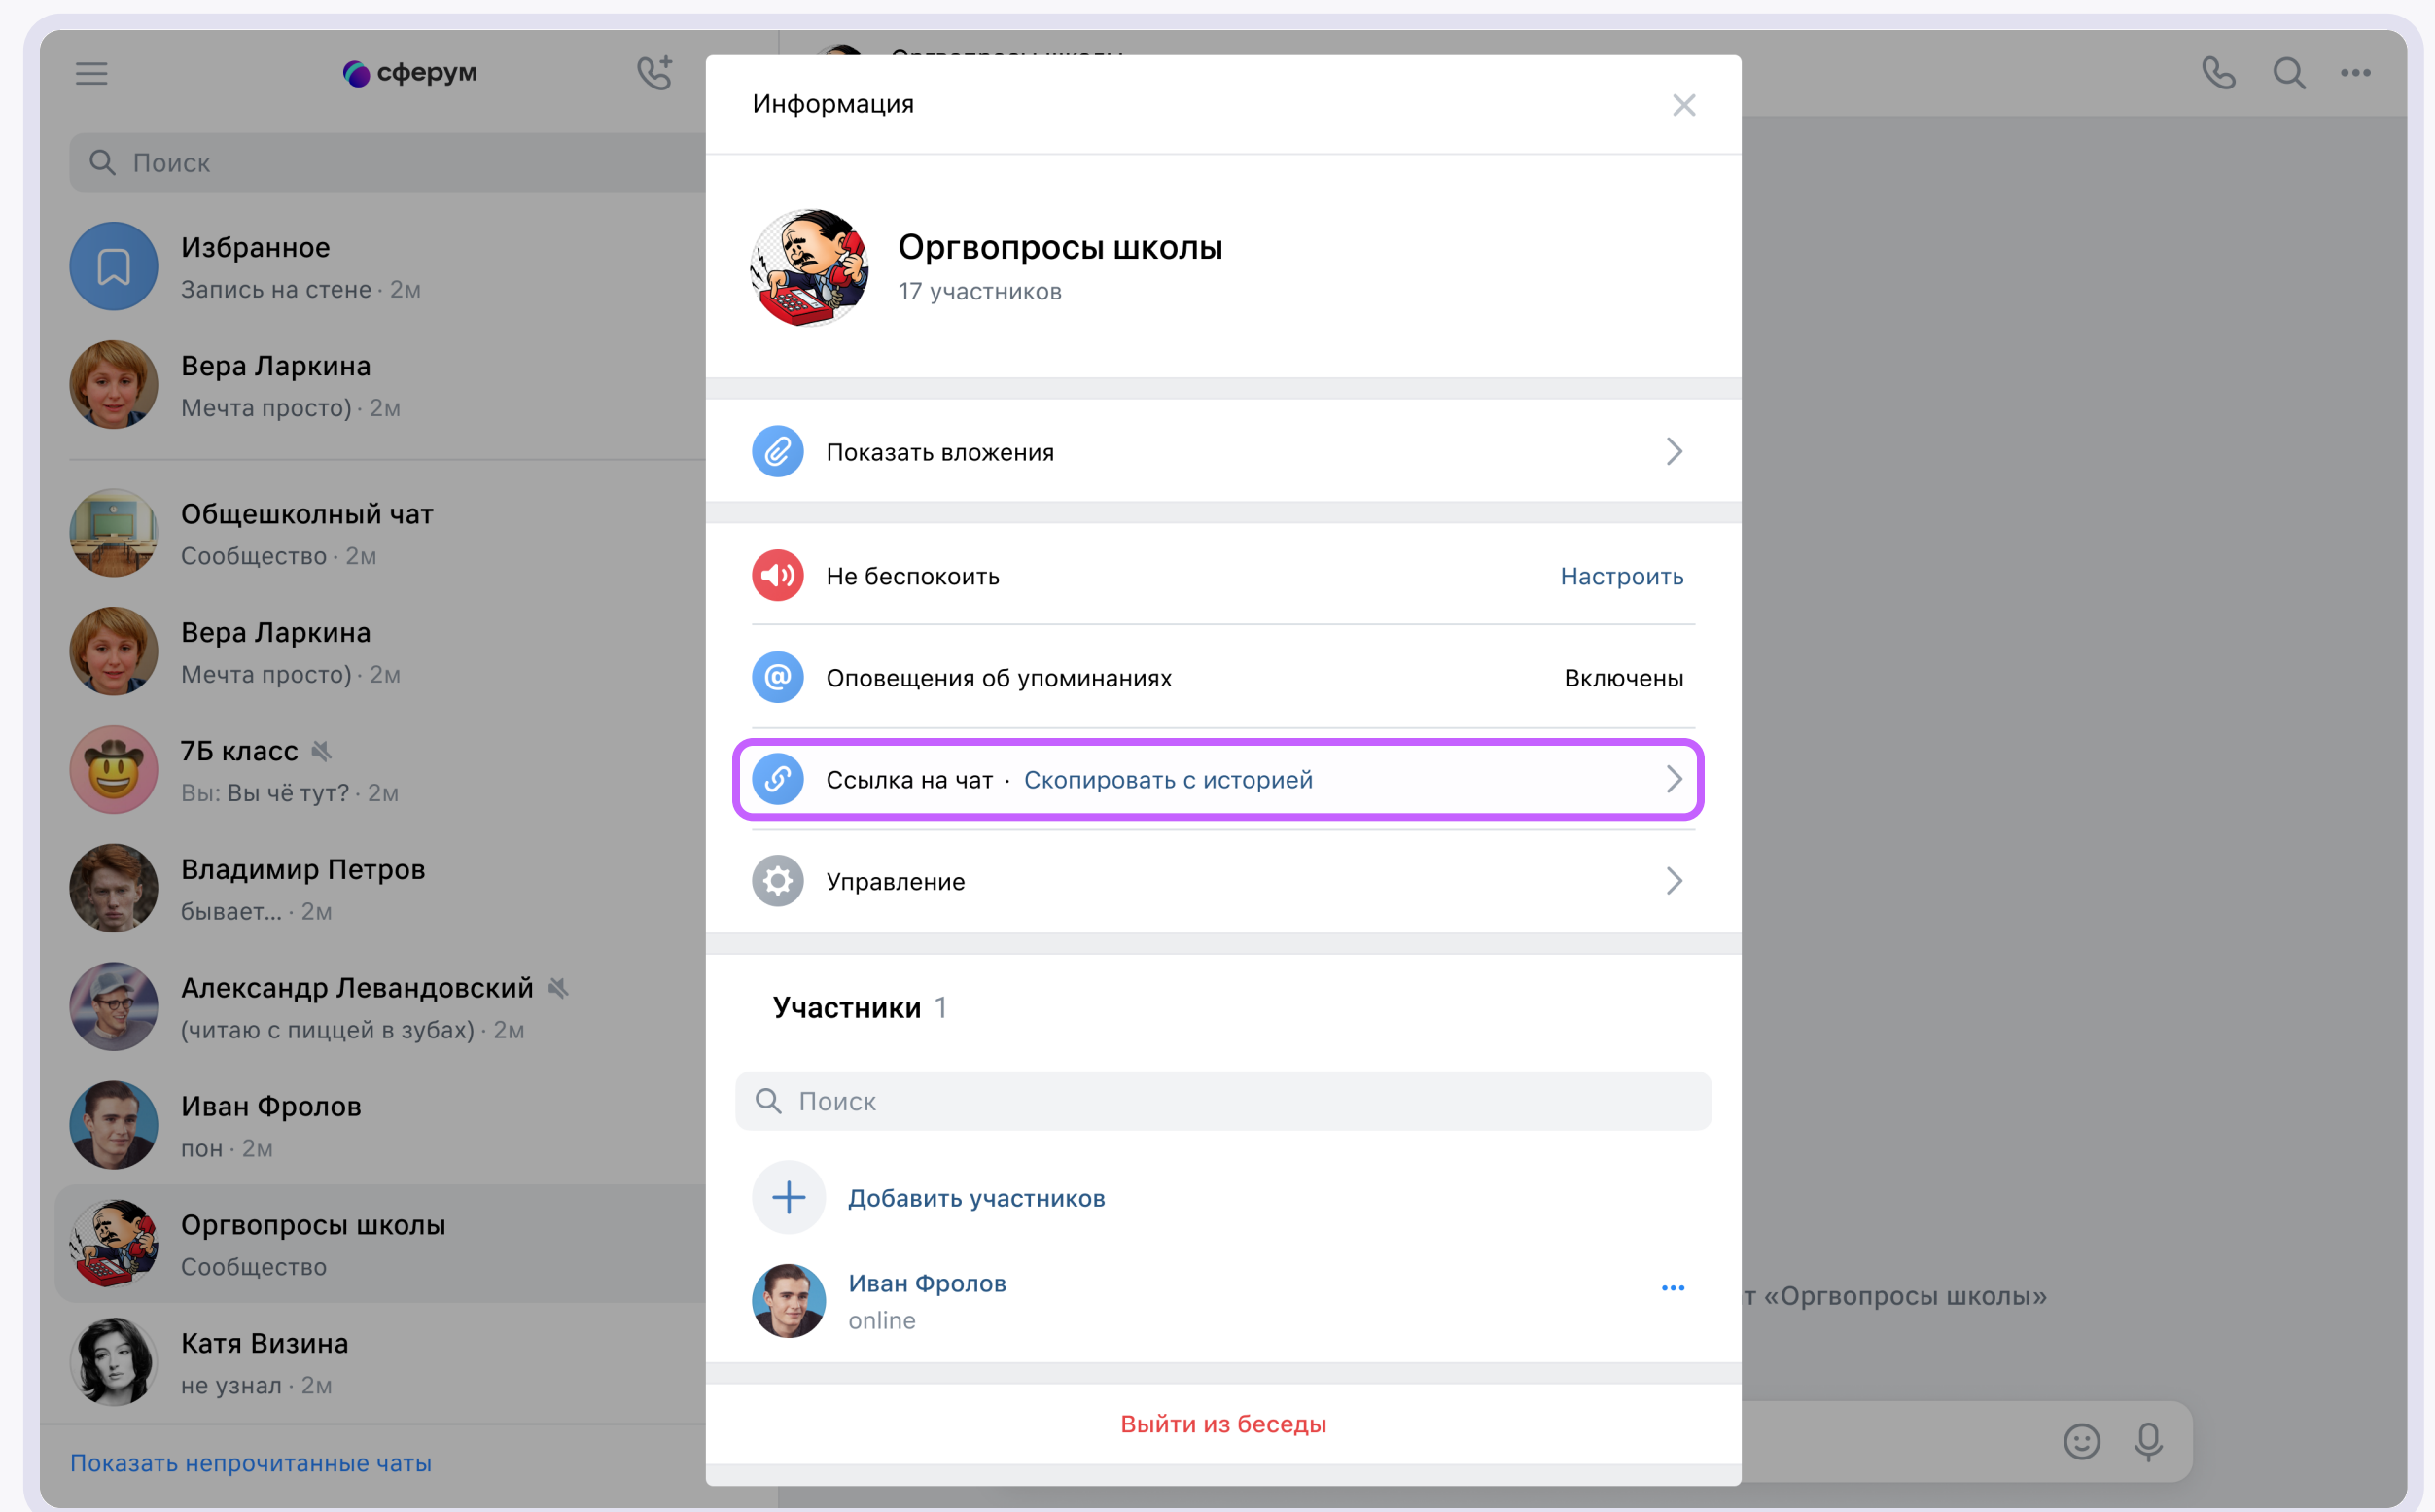 сферум
Поиск
Избранное
Запись на стене · 2м
Вера Ларкина
Мечта просто) · 2м
Общешколный чат
Сообщество · 2м
Вера Ларкина
Мечта просто) · 2м
7Б класс
Вы: Вы чё тут? · 2м
Владимир Петров
бывает... · 2м
Александр Левандовский
(читаю с пиццей в зубах) · 2м
Иван Фролов
пон · 2м
Оргвопросы школы
Сообщество
Катя Визина
не узнал · 2м
Показать непрочитанные чаты
Оргвопросы школы
Информация
Оргвопросы школы
17 участников
Показать вложения
Не беспокоить Настроить
Оповещения об упоминаниях Включены
Ссылка на чат · Скопировать с историей
Управление
Участники 1
Поиск
Добавить участников
Иван Фролов
online
Выйти из беседы
т «Оргвопросы школы»